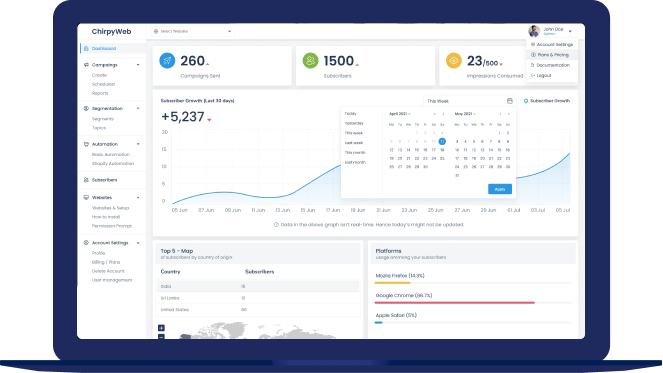 ChirpyWeb
Select Website
John Doe
Dashboard
Campaings
Create
Scheduled
Reports
Segmentation
Segments
Topics
Automation
Basic Automation
Shopify Automation
Subscribers
Websites
Websites & Setup
How to Install
Permission Prompt
Account Settings
Profile
Billing / Plans
Delete Account
User management
260
Campaigns Sent
1500
Subscribers
23/500
Impressions Consumed
Account Settings
Plans & Pricing
Documentation
Logout
Subscriber Growth (Last 30 days)
This Week
Subscriber Growth
+5,237
Today
Yesterday
This week
Last week
This month
Last month
April 2021
May 2021
Apply
20
15
10
5
0
05 Jun 07 Jun 09 Jun 11 Jun 13 Jun 15 Jun 17 Jun 19 Jun 21 Jun 23 Jun 25 Jun 27 Jun 29 Jun 01 Jul 03 Jul 05 Jul
Data in the above graph isn't real-time. Hence today's might not be updated.
Top 5 - Map
of subscribers by country of origin
Country Subscribers
India
Sri Lanka
United States
Platforms
usage amoming your subscribers
Mozila Firefox (14.3%)
Google Chrome (66.7%)
Apple Safari (5%)